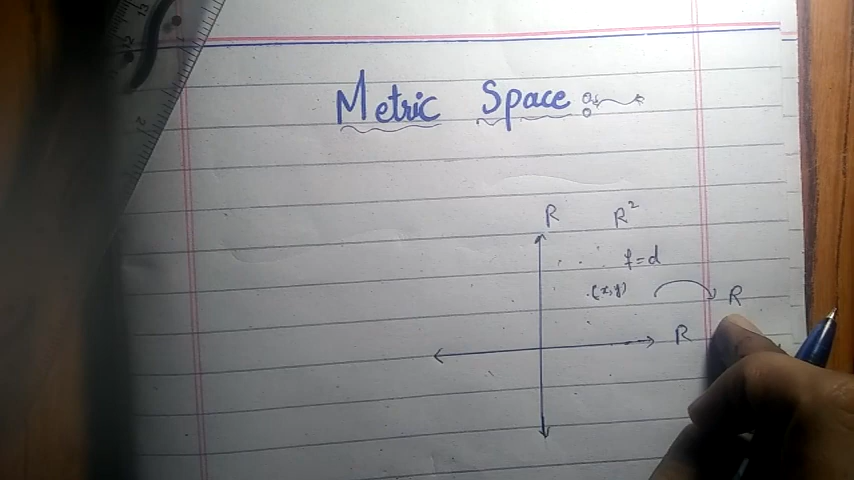 Metric Space :-
R R²
f = d
.(x,y) R
R